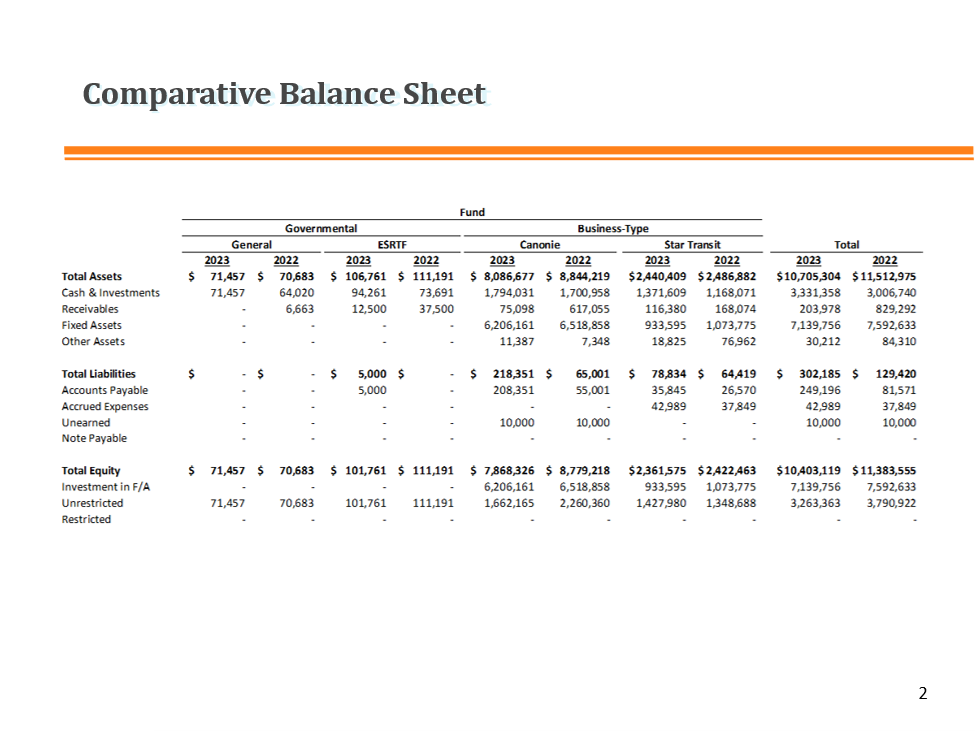 Comparative Balance Sheet
Fund
Governmental Business-Type
General ESRTF Canonie Star Transit Total
2023 2022 2023 2022 2023 2022 2023 2022 2023 2022
Total Assets $ 71,457 $ 70,683 $ 106,761 $ 111,191 $ 8,086,677 $ 8,844,219 $ 2,440,409 $ 2,486,882 $ 10,705,304 $ 11,512,975
Cash & Investments 71,457 64,020 94,261 73,691 1,794,031 1,700,958 1,371,609 1,168,071 3,331,358 3,006,740
Receivables - 6,663 12,500 37,500 75,098 617,055 116,380 168,074 203,978 829,292
Fixed Assets - - - - 6,206,161 6,518,858 933,595 1,073,775 7,139,756 7,592,633
Other Assets - - - - 11,387 7,348 18,825 76,962 30,212 84,310
Total Liabilities $ - $ - $ 5,000 $ - $ 218,351 $ 65,001 $ 78,834 $ 64,419 $ 302,185 $ 129,420
Accounts Payable - - 5,000 - 208,351 55,001 35,845 26,570 249,196 81,571
Accrued Expenses - - - - - - 42,989 37,849 42,989 37,849
Unearned - - - - 10,000 10,000 - - 10,000 10,000
Note Payable - - - - - - - - - -
Total Equity $ 71,457 $ 70,683 $ 101,761 $ 111,191 $ 7,868,326 $ 8,779,218 $ 2,361,575 $ 2,422,463 $ 10,403,119 $ 11,383,555
Investment in F/A - - - - 6,206,161 6,518,858 933,595 1,073,775 7,139,756 7,592,633
Unrestricted 71,457 70,683 101,761 111,191 1,662,165 2,260,360 1,427,980 1,348,688 3,263,363 3,790,922
Restricted - - - - - - - - - -
2